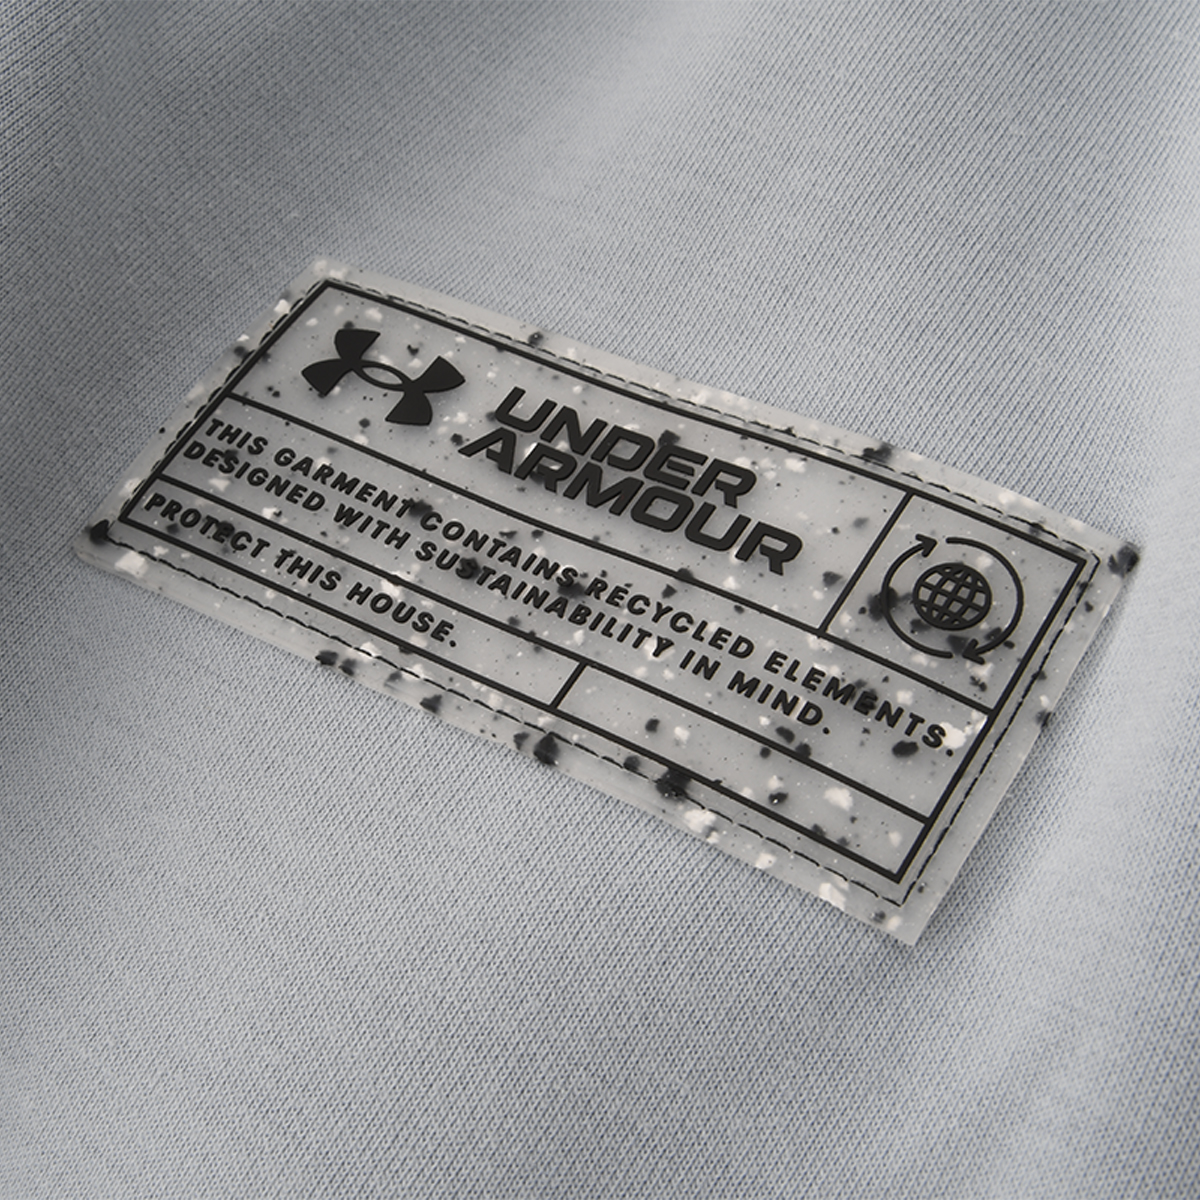 UNDER
ARMOUR
THIS GARMENT CONTAINS RECYCLED ELEMENTS.
DESIGNED WITH SUSTAINABILITY IN MIND.
PROTECT THIS HOUSE.